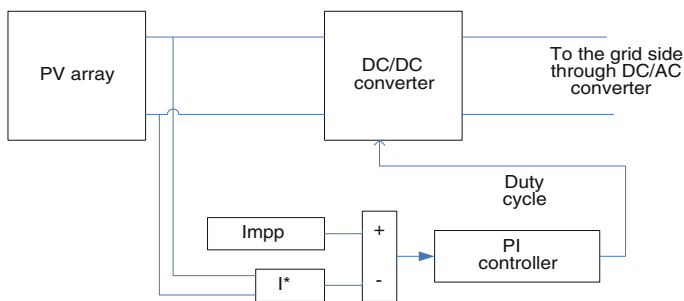 PV array
DC/DC
converter
To the grid side
through DC/AC
converter
Duty
cycle
Impp
+
PI
controller
I*
-